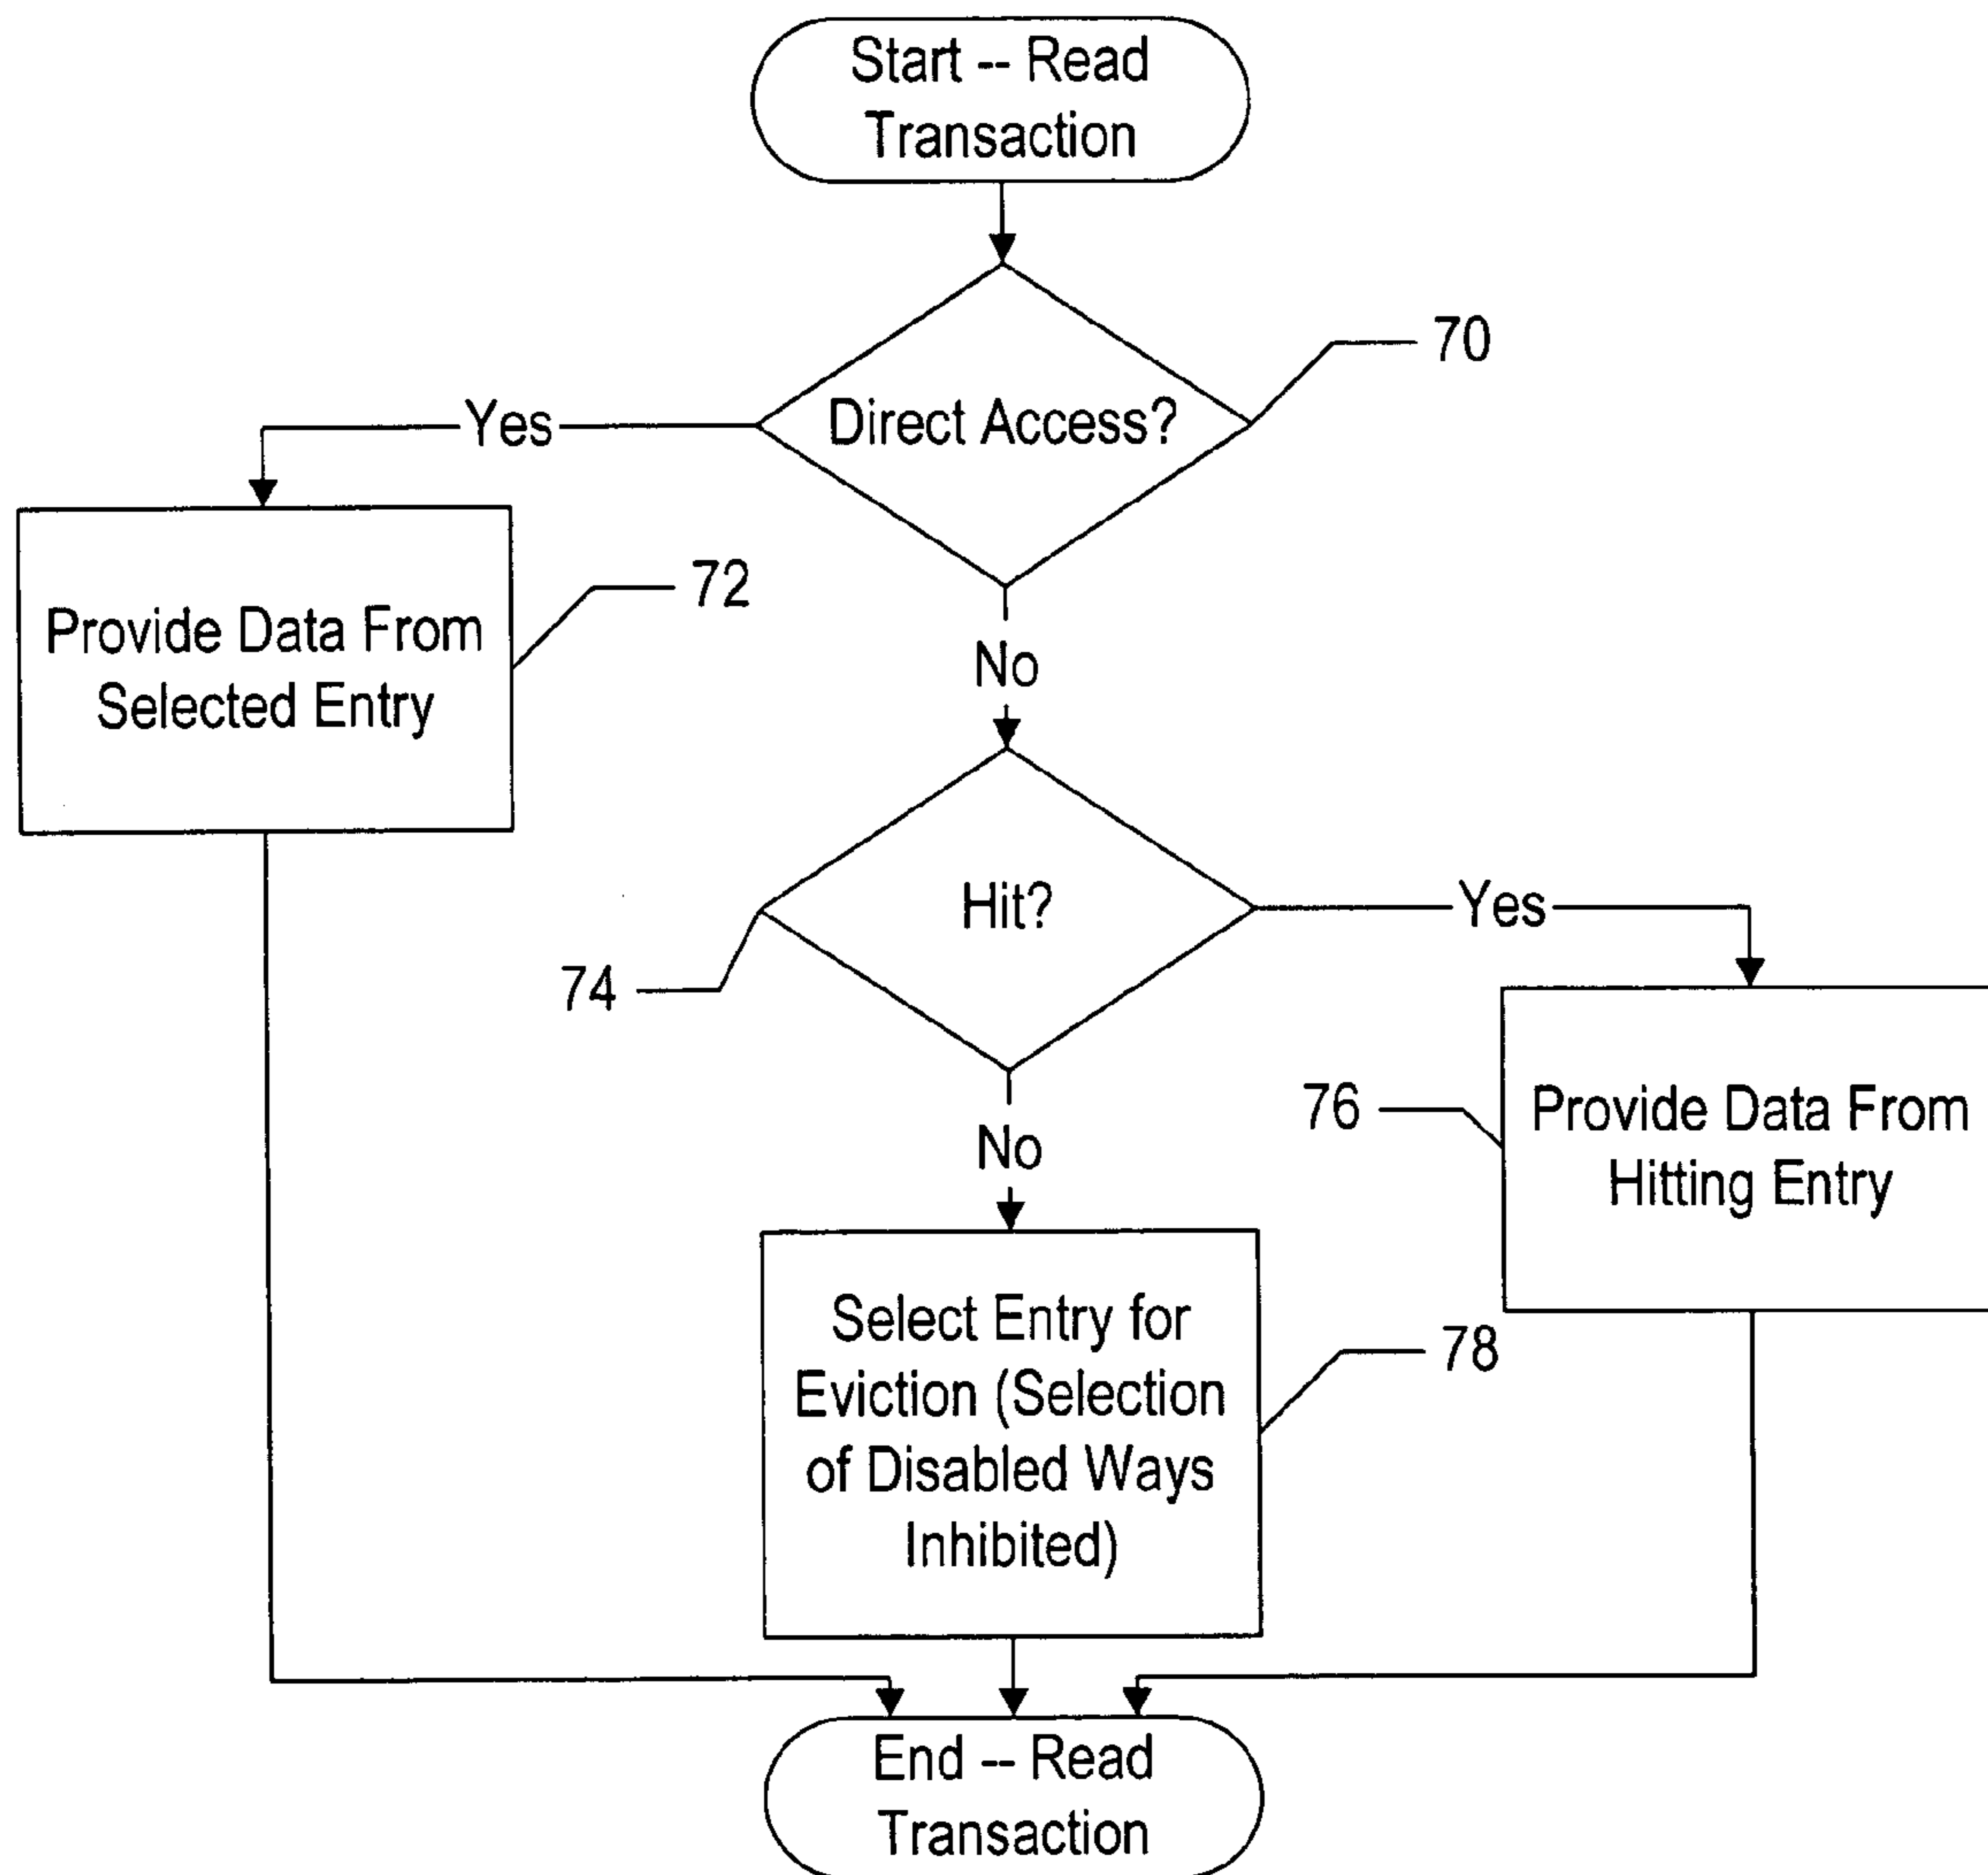 Start -- Read
Transaction
Direct Access?
70
Yes
Provide Data From
Selected Entry
72
No
Hit?
74
Yes
76
Provide Data From
Hitting Entry
No
Select Entry for
Eviction (Selection
of Disabled Ways
Inhibited)
78
End -- Read
Transaction